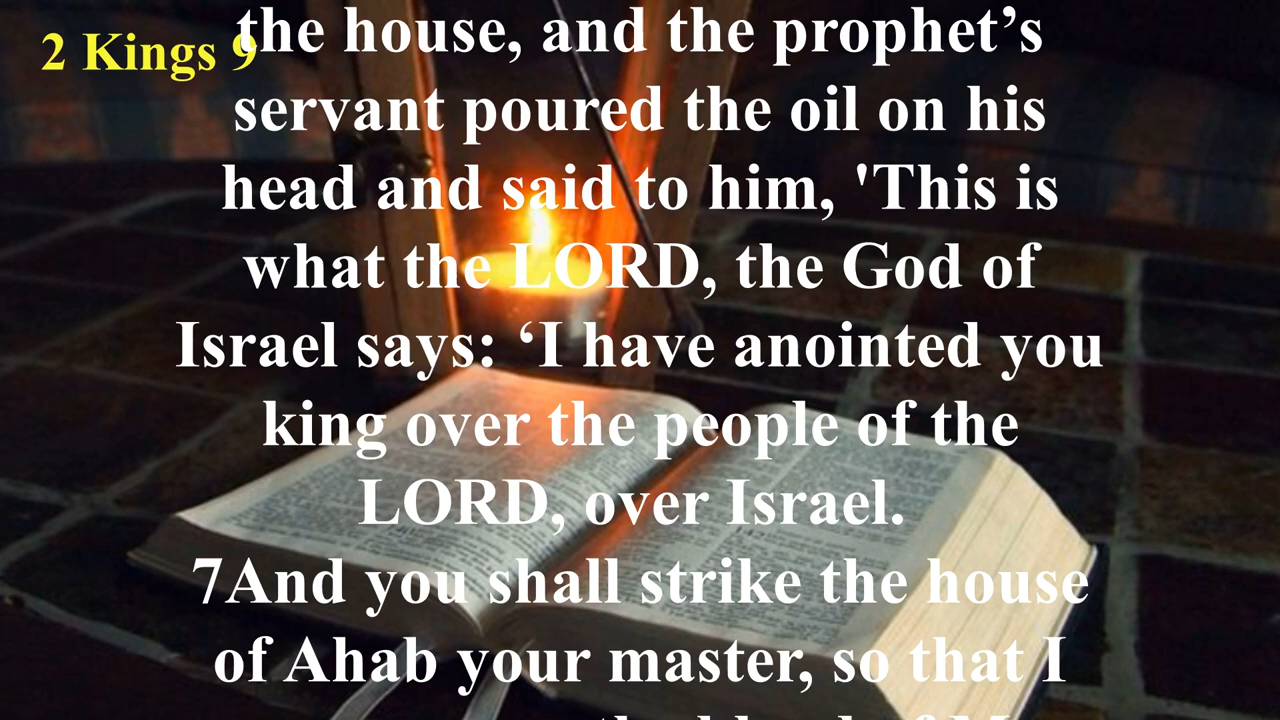 2 Kings 9
the house, and the prophet’s
servant poured the oil on his
head and said to him, 'This is
what the LORD, the God of
Israel says: ‘I have anointed you
king over the people of the
LORD, over Israel.
7And you shall strike the house
of Ahab your master, so that I